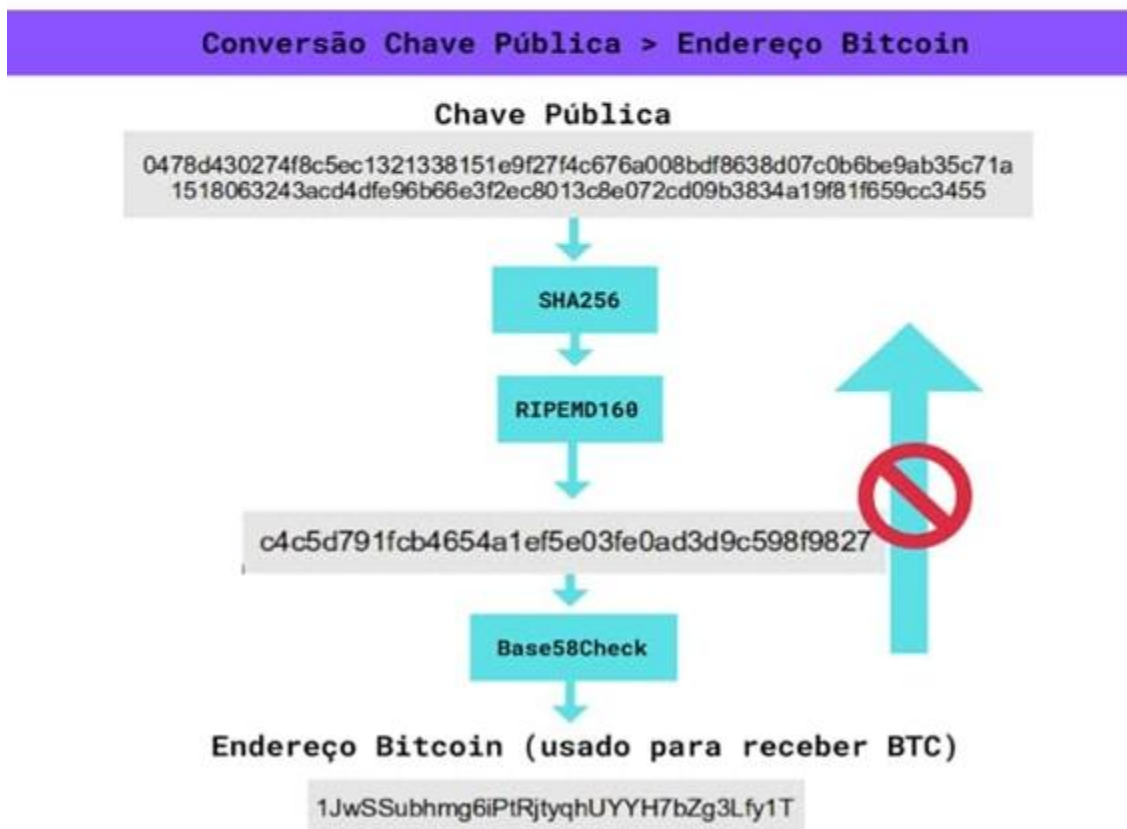 Conversão Chave Pública > Endereço Bitcoin
Chave Pública
0478d430274f8c5ec1321338151e9f27f4c676a008bdf8638d07c0b6be9ab35c71a
1518063243acd4dfe96b66e3f2ec8013c8e072cd09b3834a19f81f659cc3455
SHA256
RIPEMD160
c4c5d791fcb4654a1ef5e03fe0ad3d9c598f9827
Base58Check
Endereço Bitcoin (usado para receber BTC)
1JwSSubhmg6iPtRjtyqhUYYH7bZg3Lfy1T